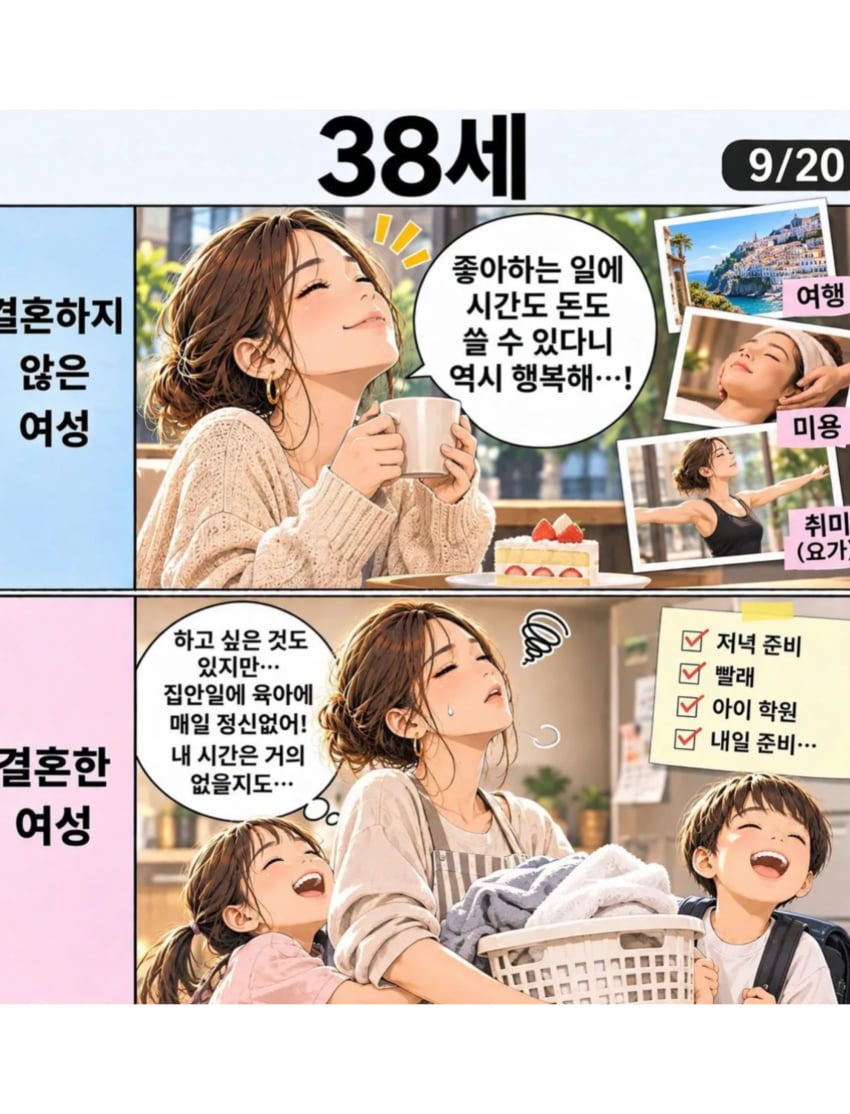 38세
9/20
결혼하지
않은
여성
좋아하는 일에
시간도 돈도
쓸 수 있다니
역시 행복해…!
여행
미용
취미
(요가)
결혼한
여성
하고 싶은 것도
있지만…
집안일에 육아에
매일 정신없어!
내 시간은 거의
없을지도…
저녁 준비
빨래
아이 학원
내일 준비…